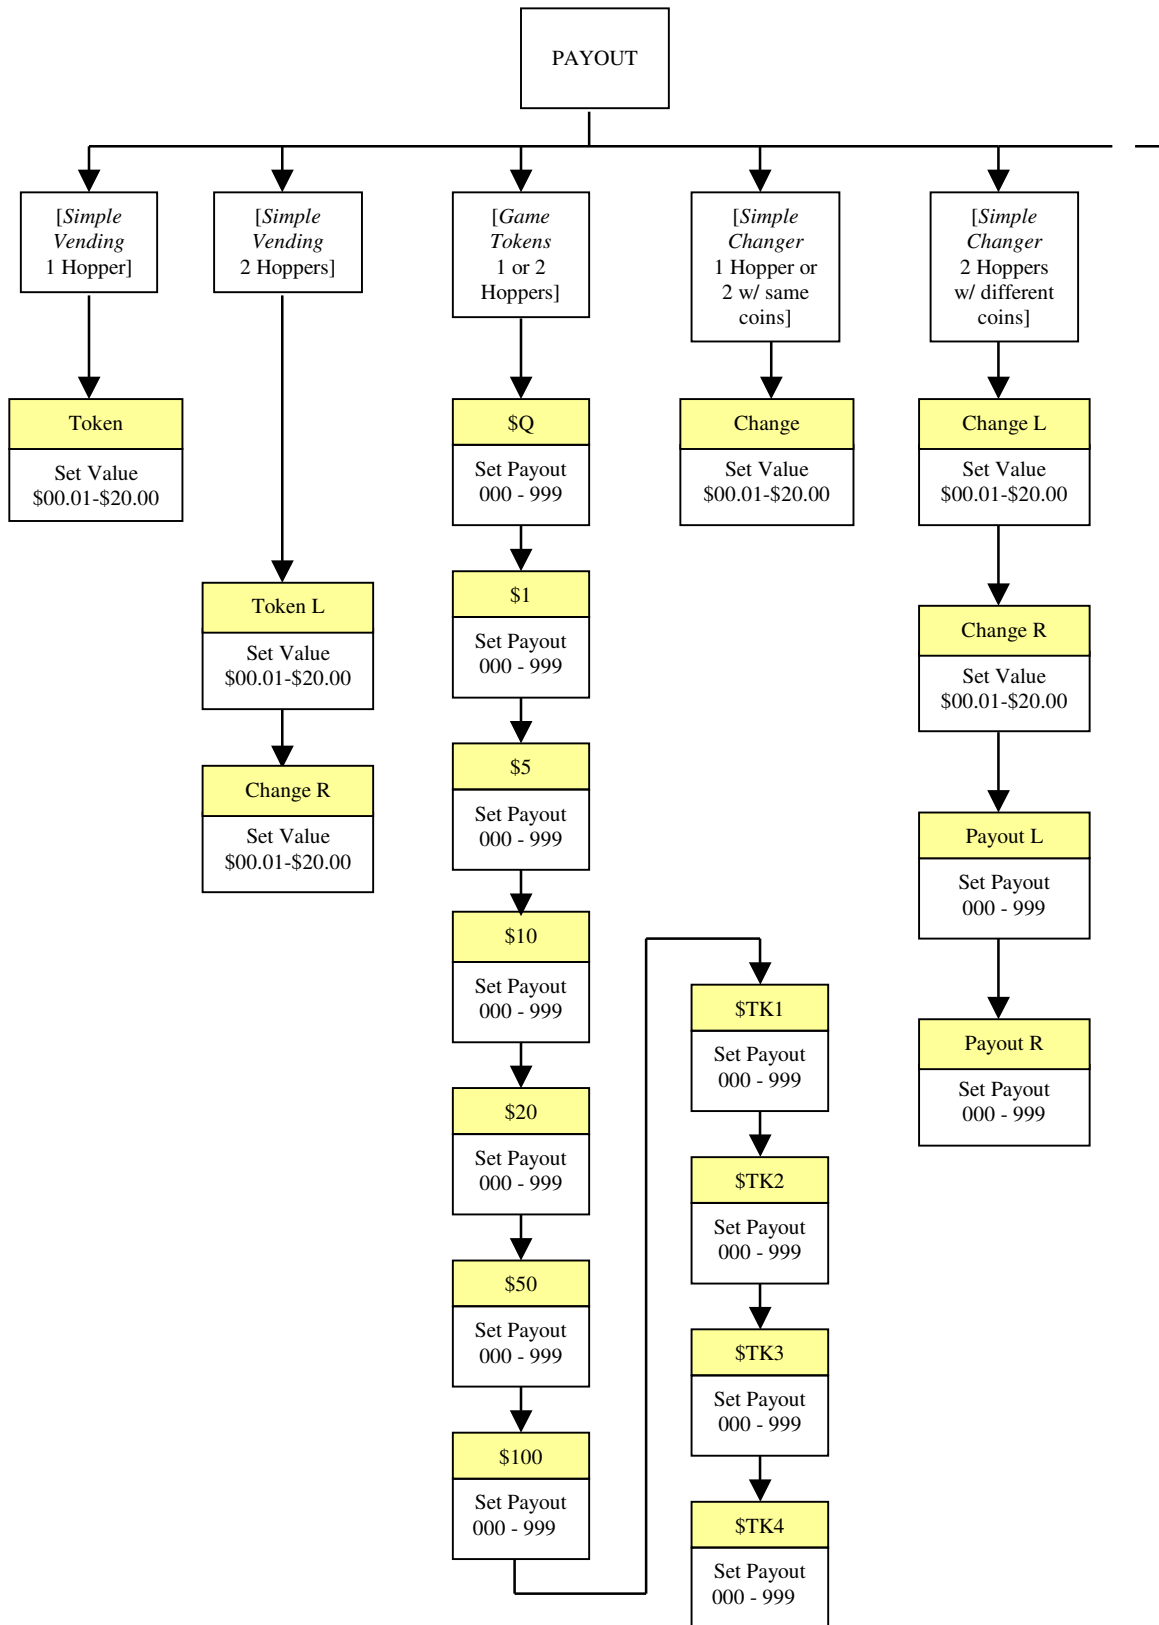 PAYOUT
[Simple
Vending
1 Hopper]
[Simple
Vending
2 Hoppers]
[Game
Tokens
1 or 2
Hoppers]
[Simple
Changer
1 Hopper or
2 w/ same
coins]
[Simple
Changer
2 Hoppers
w/ different
coins]
Token
Set Value
$00.01-$20.00
Token L
Set Value
$00.01-$20.00
Change R
Set Value
$00.01-$20.00
$Q
Set Payout
000 - 999
$1
Set Payout
000 - 999
$5
Set Payout
000 - 999
$10
Set Payout
000 - 999
$20
Set Payout
000 - 999
$50
Set Payout
000 - 999
$100
Set Payout
000 - 999
$TK1
Set Payout
000 - 999
$TK2
Set Payout
000 - 999
$TK3
Set Payout
000 - 999
$TK4
Set Payout
000 - 999
Change
Set Value
$00.01-$20.00
Change L
Set Value
$00.01-$20.00
Change R
Set Value
$00.01-$20.00
Payout L
Set Payout
000 - 999
Payout R
Set Payout
000 - 999